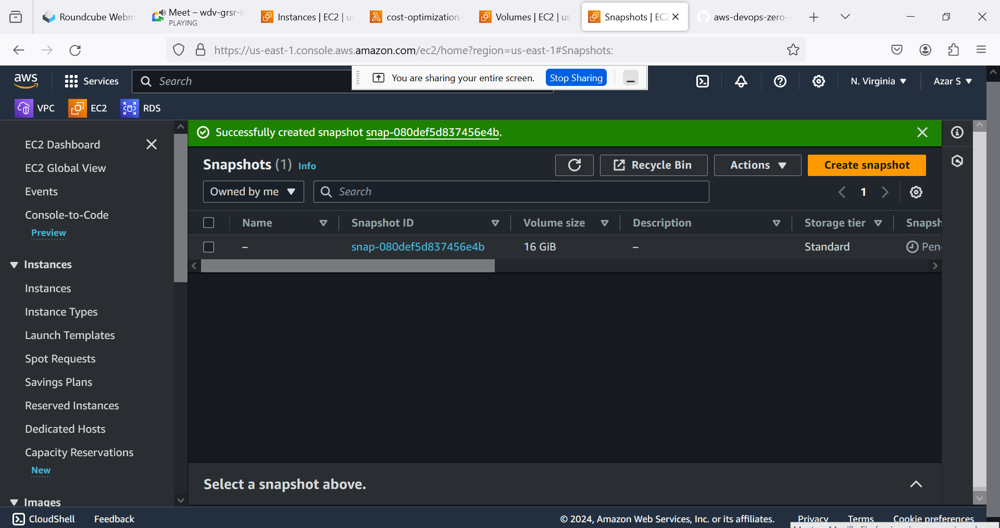 Roundcube Webm
Meet – wdv-grsr-m
PLAYING
Instances | EC2 | us
cost-optimization-
Volumes | EC2 | us
Snapshots | EC2
aws-devops-zero-t
https://us-east-1.console.aws.amazon.com/ec2/home?region=us-east-1#Snapshots:
aws
Services
Search
You are sharing your entire screen.
Stop Sharing
N. Virginia
Azar S
VPC
EC2
RDS
EC2 Dashboard
EC2 Global View
Events
Console-to-Code
Preview
Instances
Instances
Instance Types
Launch Templates
Spot Requests
Savings Plans
Reserved Instances
Dedicated Hosts
Capacity Reservations
New
Images
Successfully created snapshot snap-080def5d837456e4b.
Snapshots (1) Info
Recycle Bin
Actions
Create snapshot
Owned by me
Search
1
Name Snapshot ID Volume size Description Storage tier Snapsh
– snap-080def5d837456e4b 16 GiB – Standard Pen
Select a snapshot above.
CloudShell
Feedback
© 2024, Amazon Web Services, Inc. or its affiliates.
Privacy
Terms
Cookie preferences